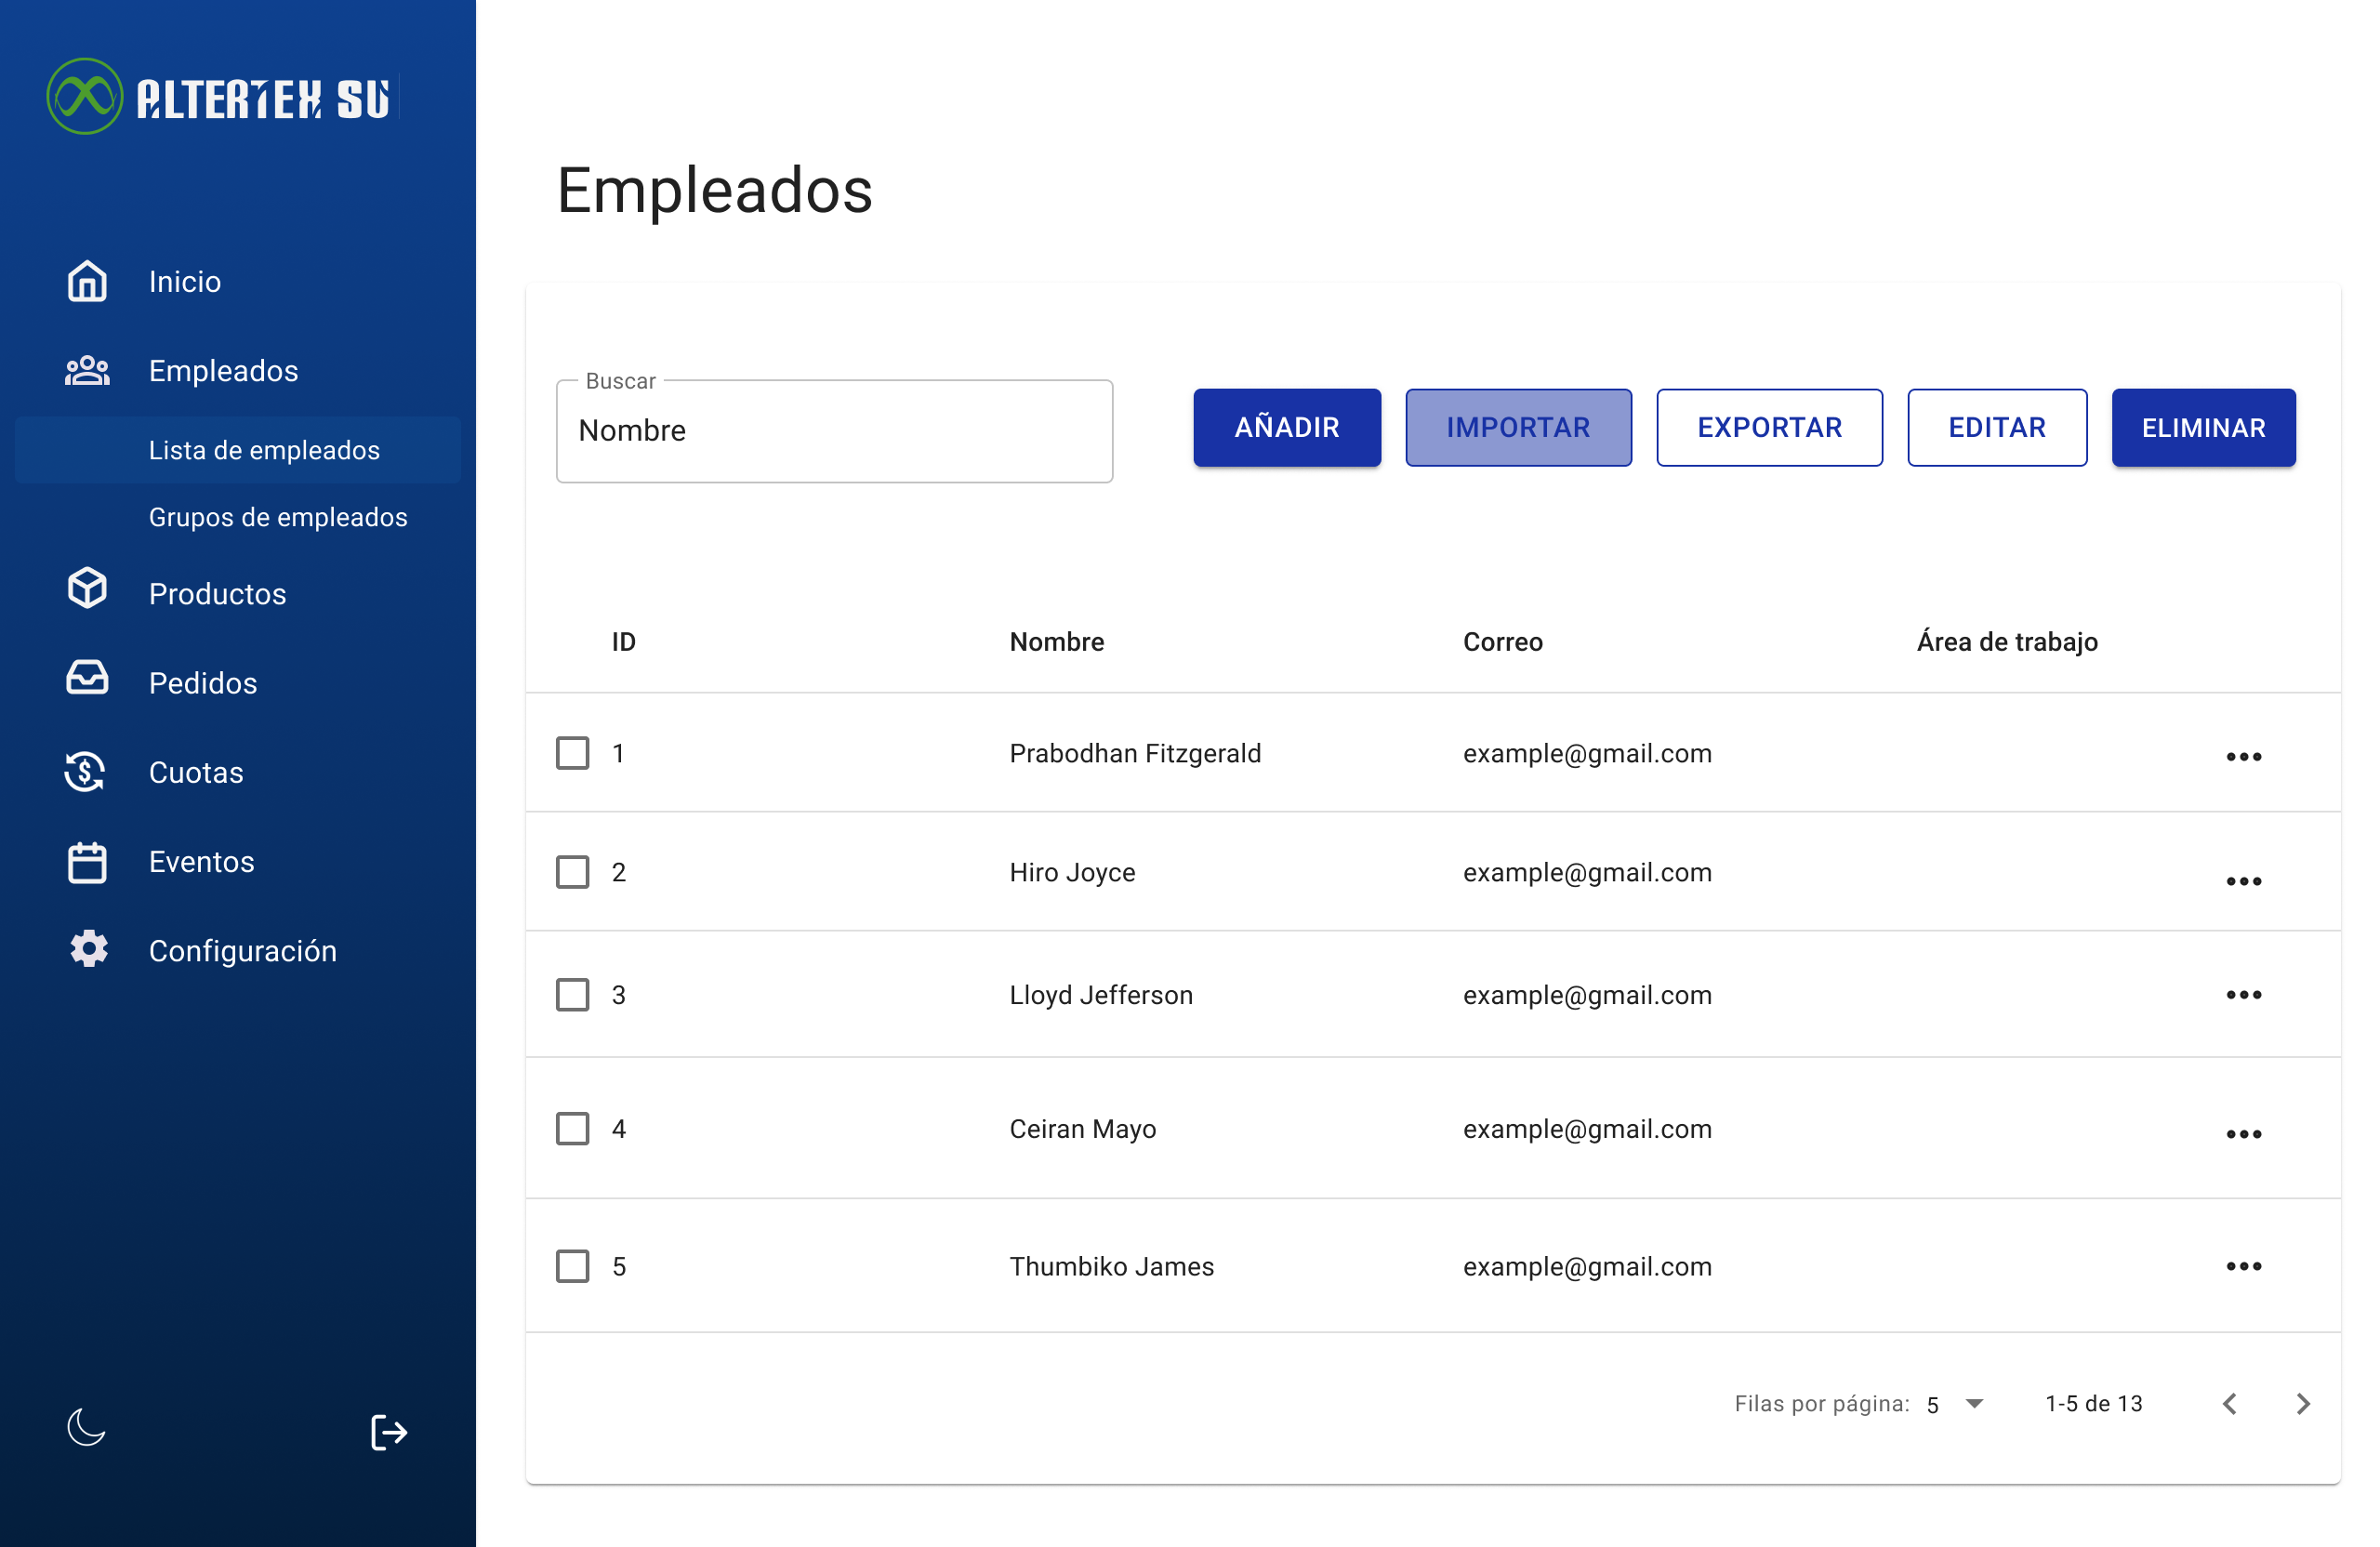 ALTERTEX SU
Inicio
Empleados
Lista de empleados
Grupos de empleados
Productos
Pedidos
Cuotas
Eventos
Configuración
Empleados
Buscar
Nombre
AÑADIR IMPORTAR EXPORTAR EDITAR ELIMINAR
ID Nombre Correo Área de trabajo
1 Prabodhan Fitzgerald example@gmail.com
2 Hiro Joyce example@gmail.com
3 Lloyd Jefferson example@gmail.com
4 Ceiran Mayo example@gmail.com
5 Thumbiko James example@gmail.com
Filas por página: 5 1-5 de 13